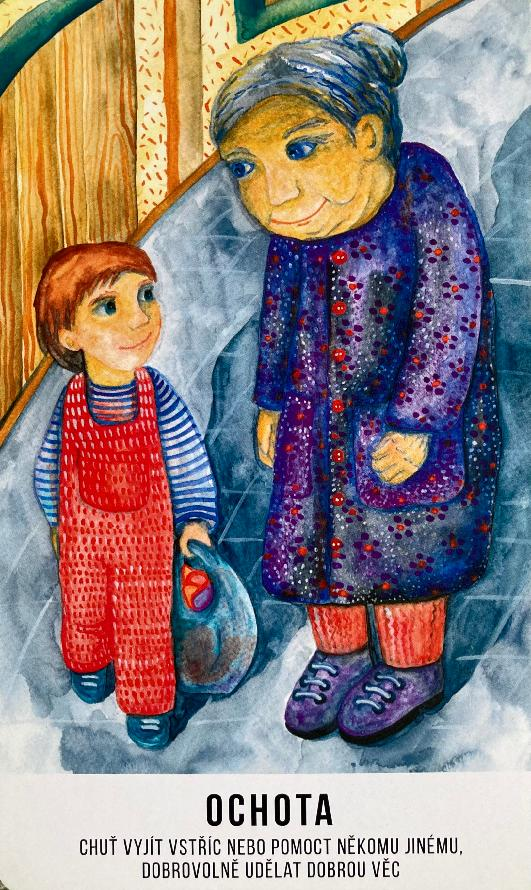 OCHOTA
CHUŤ VYJÍT VSTŘÍC NEBO POMOCT NĚKOMU JINÉMU,
DOBROVOLNĚ UDĚLAT DOBROU VĚC